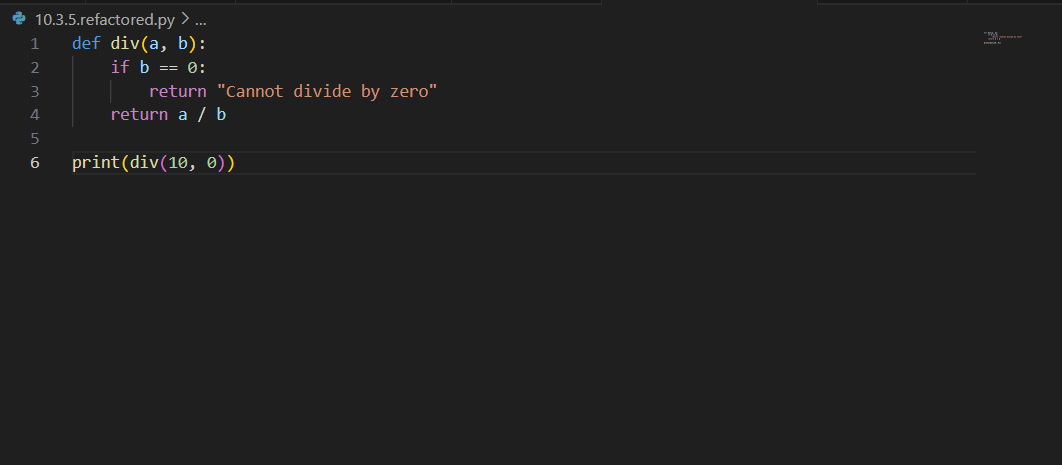 10.3.5.refactored.py > ...
1 def div(a, b):
2     if b == 0:
3         return "Cannot divide by zero"
4     return a / b
5
6 print(div(10, 0))